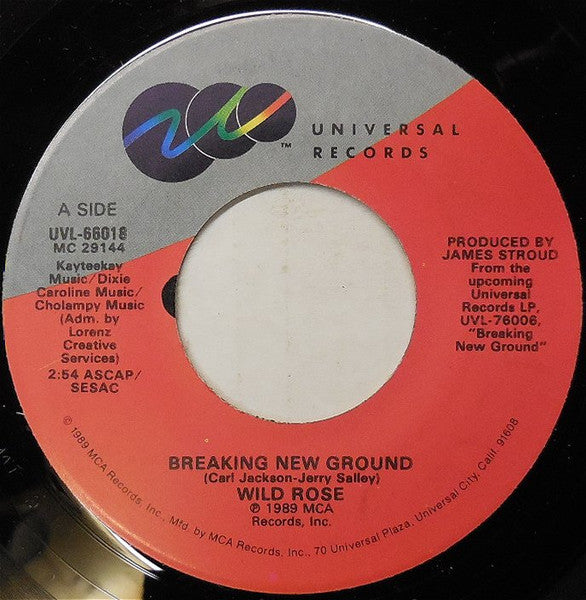 UNIVERSAL
RECORDS
™
A SIDE
UVL-66018
MC 29144
Kayteekay
Music/Dixie
Caroline Music/
Cholampy Music
(Adm. by
Lorenz
Creative
Services)
2:54 ASCAP/
SESAC
PRODUCED BY
JAMES STROUD
From the
upcoming
Universal
Records LP,
UVL-76006,
"Breaking
New Ground"
BREAKING NEW GROUND
(Carl Jackson-Jerry Salley)
WILD ROSE
℗ 1989 MCA
Records, Inc.
© 1989 MCA Records, Inc., Mfd. by MCA Records, Inc., 70 Universal Plaza, Universal City, Calif. 91608